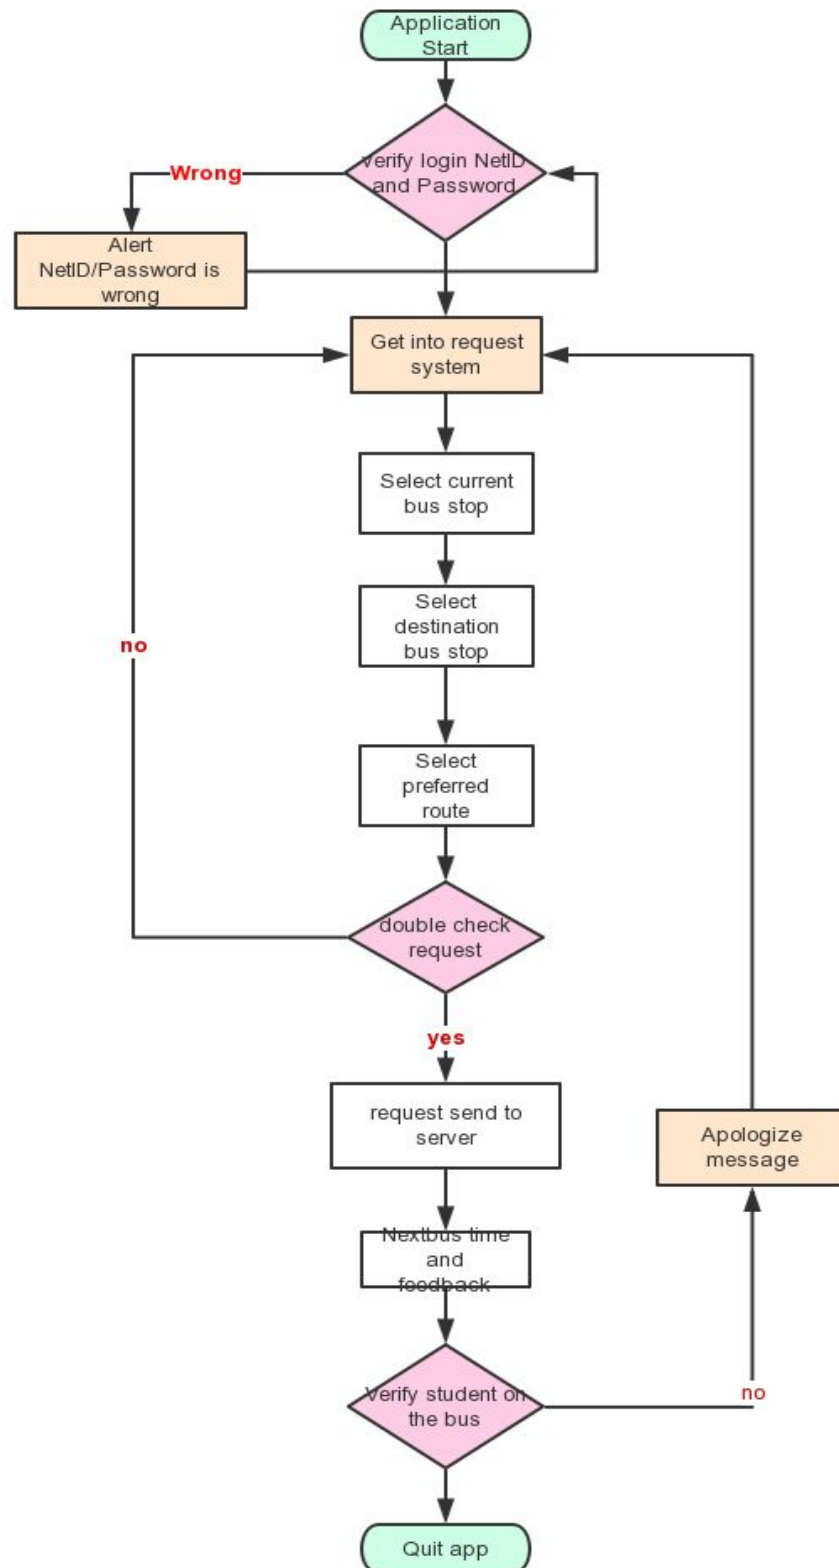 Application
Start
Verify login NetID
and Password
Wrong
Alert
NetID/Password is
wrong
Get into request
system
Select current
bus stop
Select
destination
bus stop
no
Select
preferred
route
double check
request
yes
request send to
server
Apologize
message
Nextbus time
and
feedback
Verify student on
the bus
no
Quit app